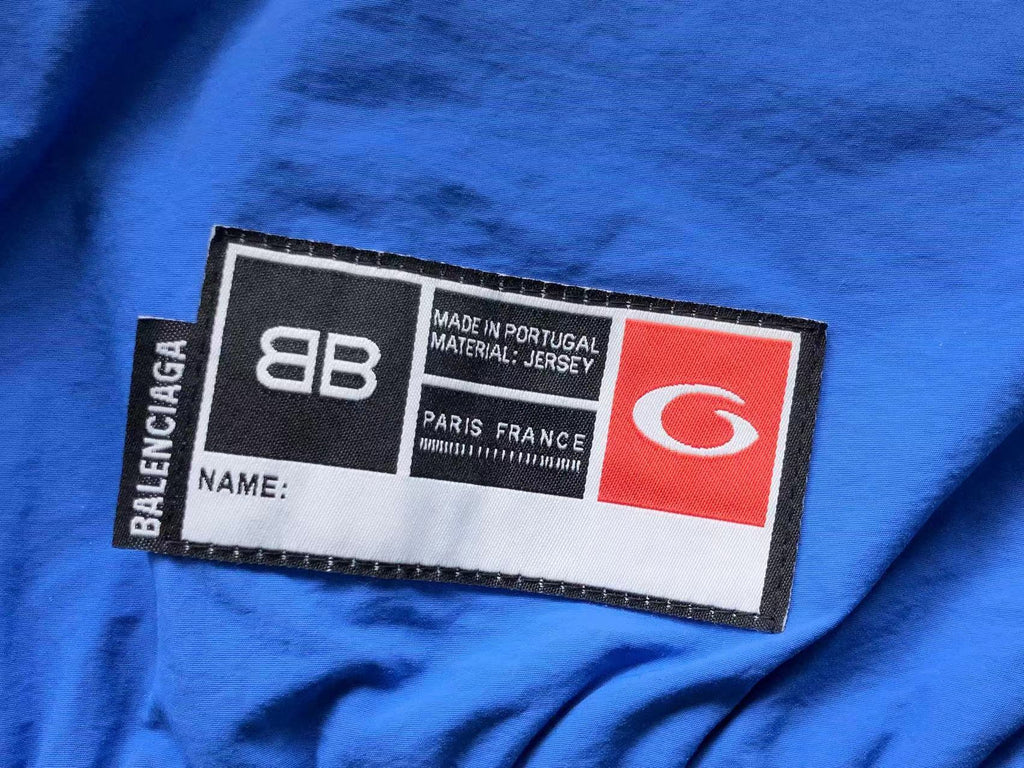 BALENCIAGA
BB
MADE IN PORTUGAL
MATERIAL: JERSEY
PARIS FRANCE
G
NAME: